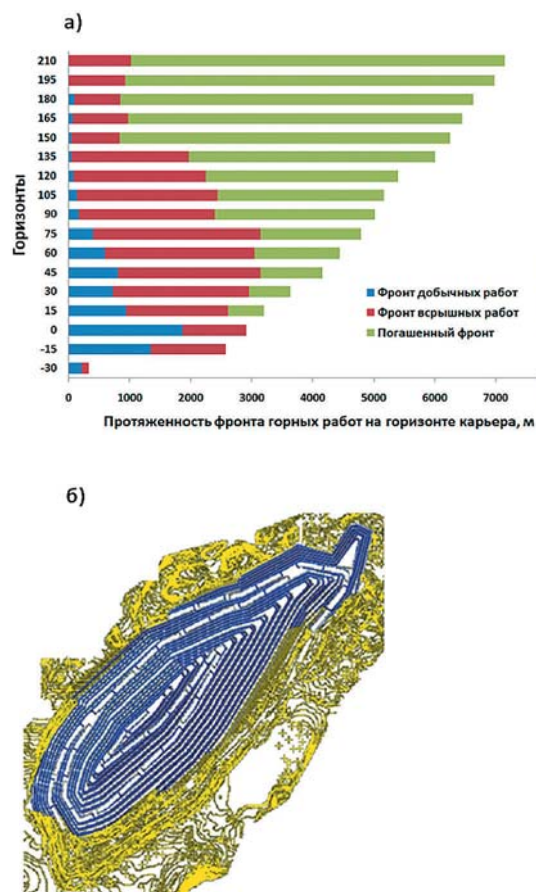 а)
210
195
180
165
150
135
120
105
90
75
60
45
30
15
0
-15
-30
Горизонты
Фронт добычных работ
Фронт всрышных работ
Погашенный фронт
0 1000 2000 3000 4000 5000 6000 7000
Протяженность фронта горных работ на горизонте карьера, м
б)